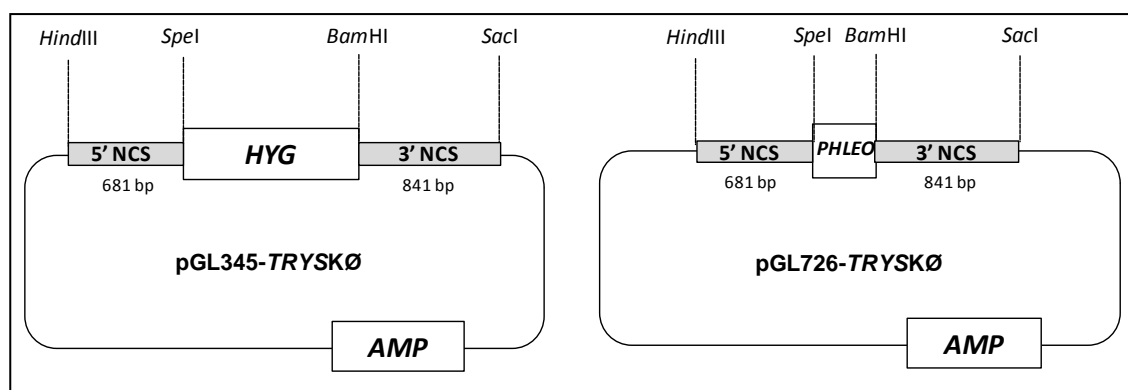 HindIII SpeI BamHI SacI HindIII SpeI BamHI SacI
5’ NCS HYG 3’ NCS 5’ NCS PHLEO 3’ NCS
681 bp 841 bp 681 bp 841 bp
pGL345-TRYSKØ pGL726-TRYSKØ
AMP AMP